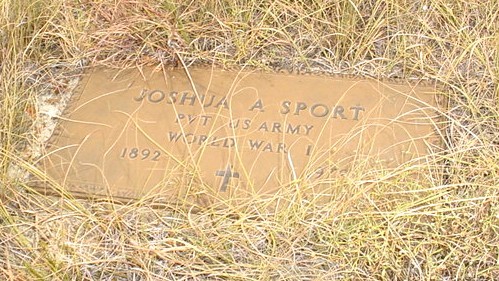 JOSHUA A SPORT
PVT US ARMY
WORLD WAR I
1892